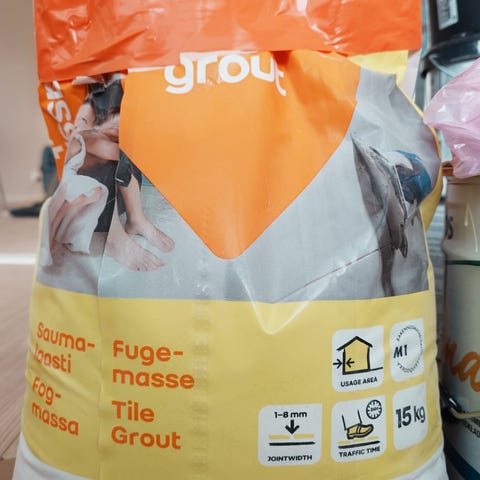 grout
Sauma-
laasti
Fog-
massa
Fuge-
masse
Tile
Grout
USAGE AREA
M1
1-8 mm
JOINTWIDTH
24h
TRAFFIC TIME
15 kg